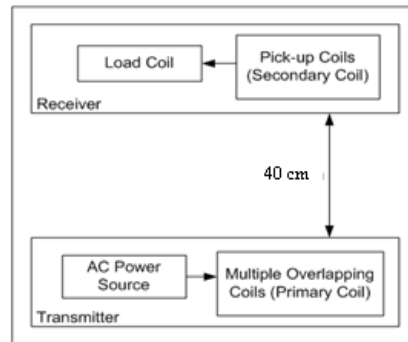 Load Coil
Pick-up Coils
(Secondary Coil)
Receiver
40 cm
AC Power
Source
Multiple Overlapping
Coils (Primary Coil)
Transmitter